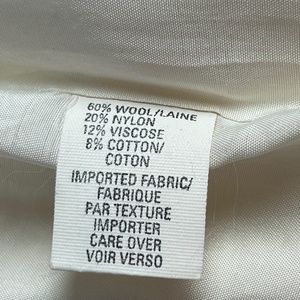 60% WOOL/LAINE
20% NYLON
12% VISCOSE
8% COTTON/
COTON
IMPORTED FABRIC/
FABRIQUE
PAR TEXTURE
IMPORTER
CARE OVER
VOIR VERSO